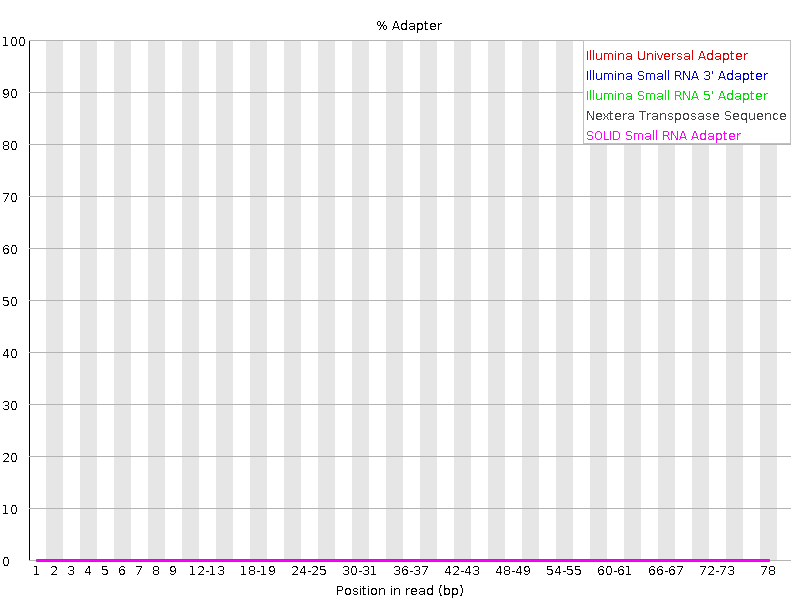 % Adapter
100
90
80
70
60
50
40
30
20
10
0
Illumina Universal Adapter
Illumina Small RNA 3' Adapter
Illumina Small RNA 5' Adapter
Nextera Transposase Sequence
SOLID Small RNA Adapter
1 2 3 4 5 6 7 8 9 12-13 18-19 24-25 30-31 36-37 42-43 48-49 54-55 60-61 66-67 72-73 78
Position in read (bp)